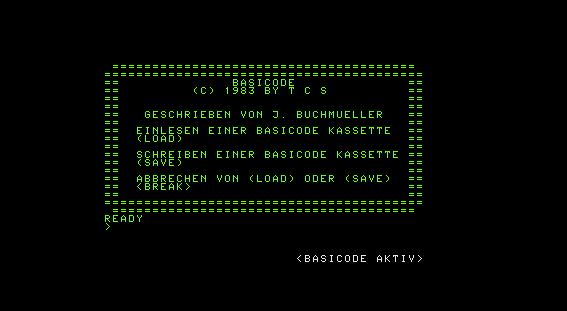 =======================================
========================================
== BASICODE ==
== (C) 1983 BY T C S ==
== ==
== ==
== GESCHRIEBEN VON J. BUCHMUELLER ==
== ==
== EINLESEN EINER BASICODE KASSETTE ==
== (LOAD) ==
== ==
== SCHREIBEN EINER BASICODE KASSETTE ==
== (SAVE) ==
== ==
== ABBRECHEN VON (LOAD) ODER (SAVE) ==
== <BREAK> ==
== ==
========================================
======================================
READY
>
<BASICODE AKTIV>